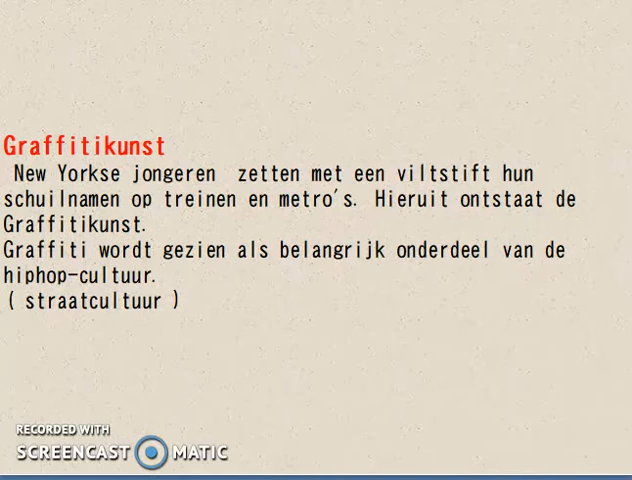 Graffitikunst
New Yorkse jongeren zetten met een viltstift hun
schuilnamen op treinen en metro's. Hieruit ontstaat de
Graffitikunst.
Graffiti wordt gezien als belangrijk onderdeel van de
hiphop-cultuur.
( straatcultuur )
RECORDED WITH
SCREENCAST MATIC